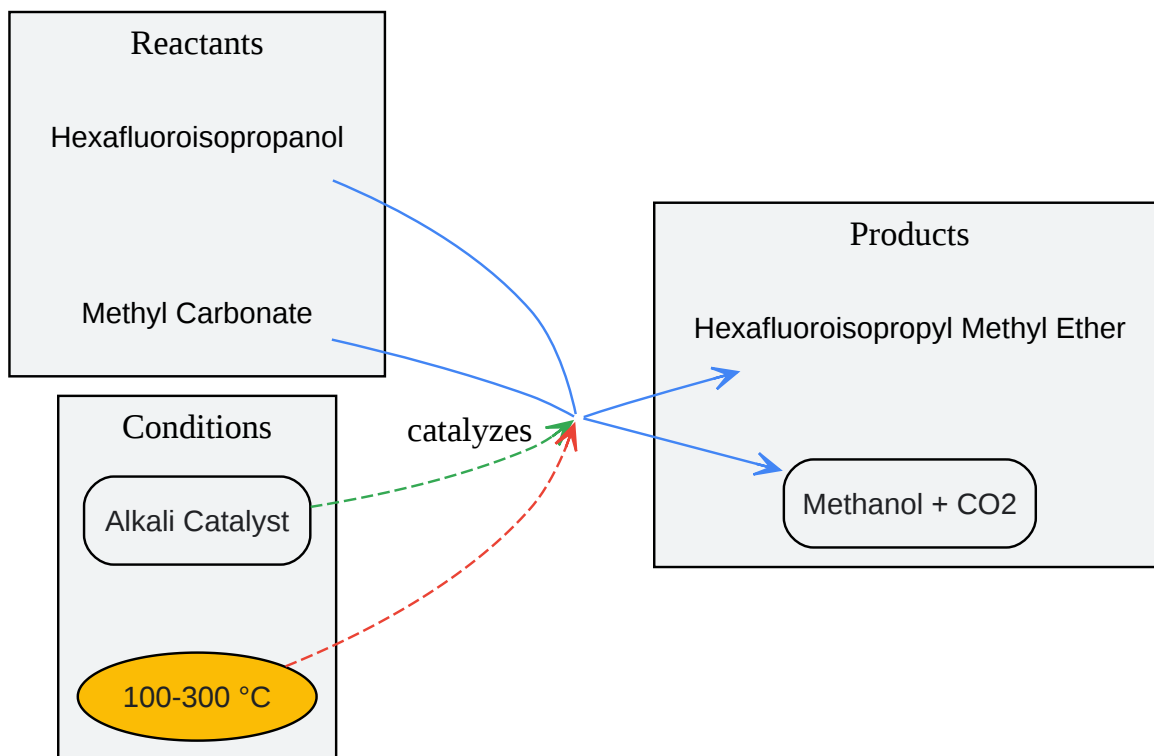 Reactants
Hexafluoroisopropanol
Methyl Carbonate
Conditions
catalyzes
Alkali Catalyst
100-300 °C
Products
Hexafluoroisopropyl Methyl Ether
Methanol + CO2